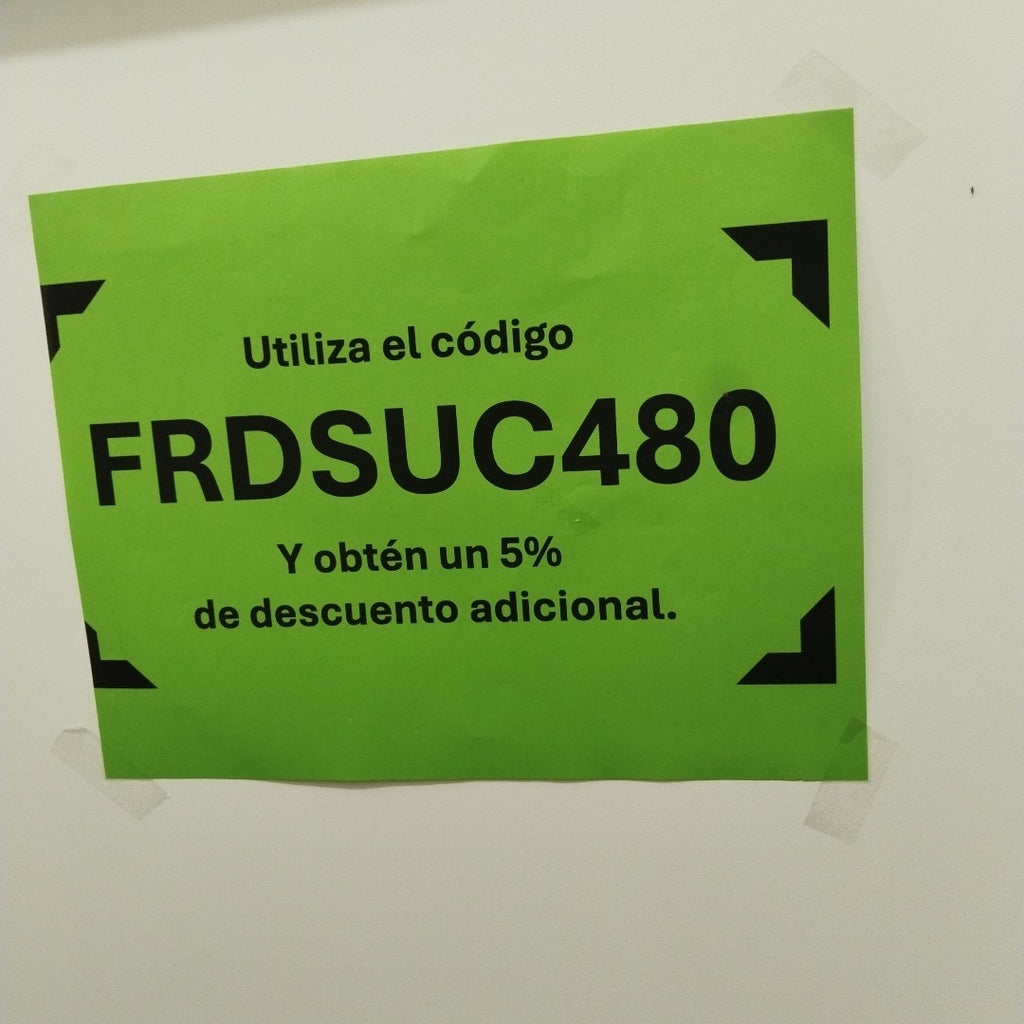 Utiliza el código
FRDSUC480
Y obtén un 5%
de descuento adicional.